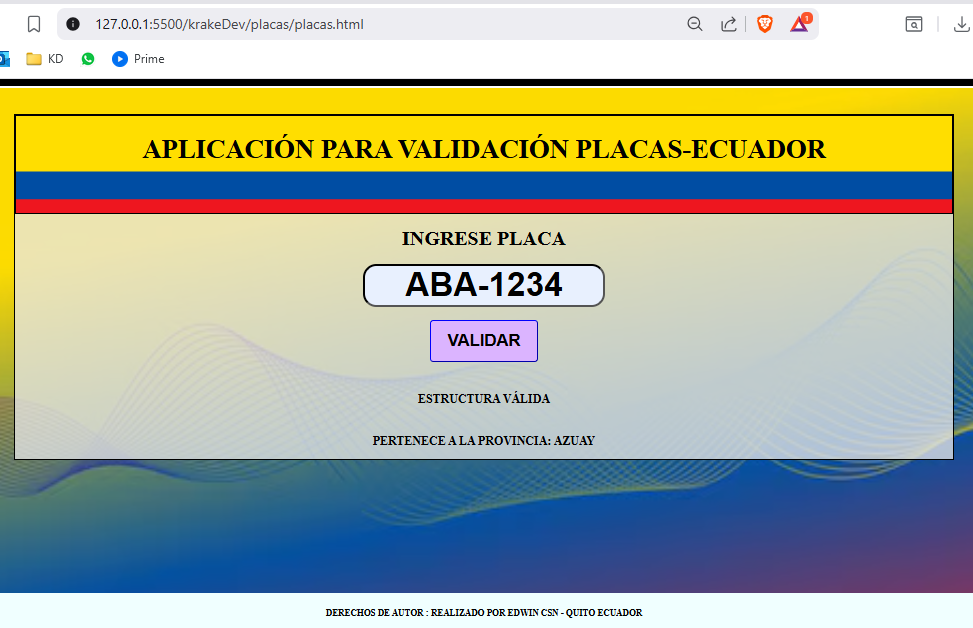 127.0.0.1:5500/krakeDev/placas/placas.html
1
KD
Prime
APLICACIÓN PARA VALIDACIÓN PLACAS-ECUADOR
INGRESE PLACA
ABA-1234
VALIDAR
ESTRUCTURA VÁLIDA
PERTENECE A LA PROVINCIA: AZUAY
DERECHOS DE AUTOR : REALIZADO POR EDWIN CSN - QUITO ECUADOR